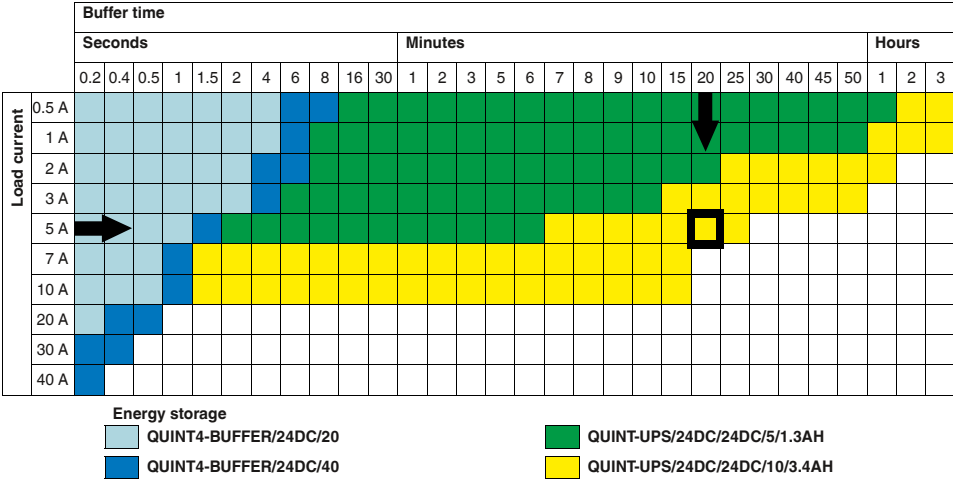 Buffer time
Seconds Minutes Hours
0.2 0.4 0.5 1 1.5 2 4 6 8 16 30 1 2 3 5 6 7 8 9 10 15 20 25 30 40 45 50 1 2 3
Load current
0.5 A
1 A
2 A
3 A
5 A
7 A
10 A
20 A
30 A
40 A
Energy storage
QUINT4-BUFFER/24DC/20 QUINT-UPS/24DC/24DC/5/1.3AH
QUINT4-BUFFER/24DC/40 QUINT-UPS/24DC/24DC/10/3.4AH